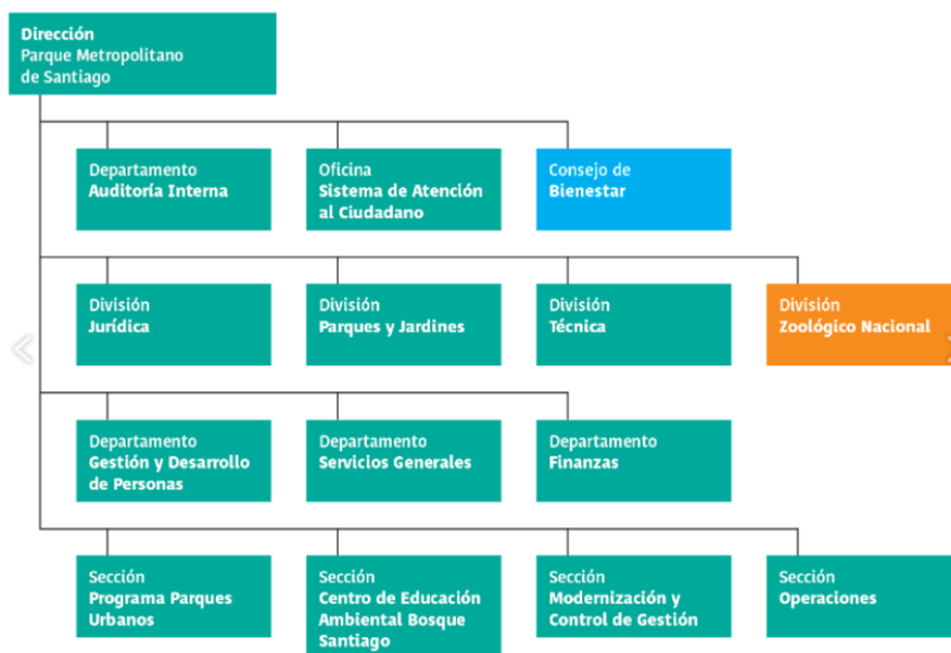 Dirección
Parque Metropolitano
de Santiago
Departamento
Auditoría Interna
Oficina
Sistema de Atención
al Ciudadano
Consejo de
Bienestar
División
Jurídica
División
Parques y Jardines
División
Técnica
División
Zoológico Nacional
Departamento
Gestión y Desarrollo
de Personas
Departamento
Servicios Generales
Departamento
Finanzas
Sección
Programa Parques
Urbanos
Sección
Centro de Educación
Ambiental Bosque
Santiago
Sección
Modernización y
Control de Gestión
Sección
Operaciones